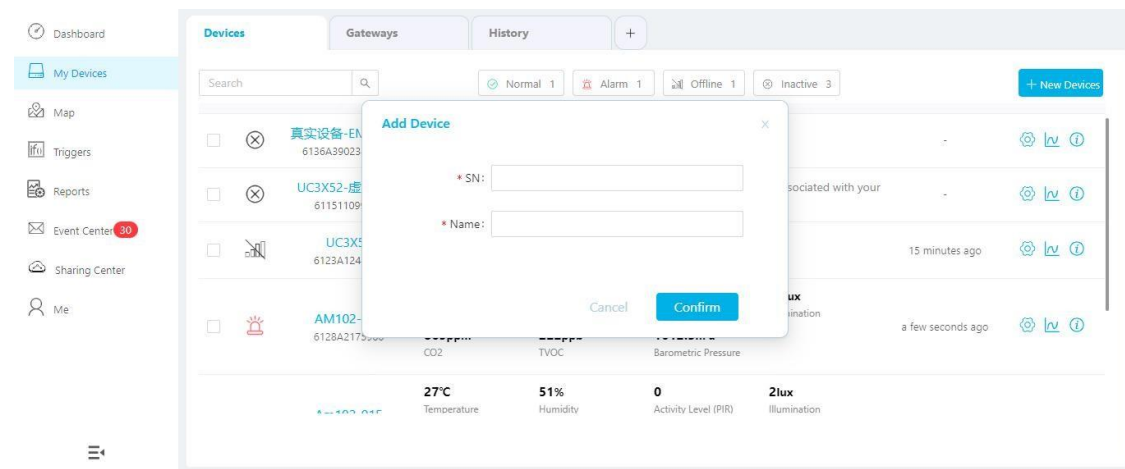 Dashboard
My Devices
Map
Triggers
Reports
Event Center 30
Sharing Center
Me
Devices
Gateways
History
+
Search
Normal 1
Alarm 1
Offline 1
Inactive 3
+ New Devices
Add Device
×
* SN:
* Name:
Cancel
Confirm
真实设备-EM
6136A39023
-
UC3X52-虚
61151109
sociated with your
-
UC3X5
6123A124
15 minutes ago
AM102-
6128A2175
ux
ination
a few seconds ago
CO2
TVOC
Barometric Pressure
27°C
51%
0
2lux
Temperature
Humidity
Activity Level (PIR)
Illumination